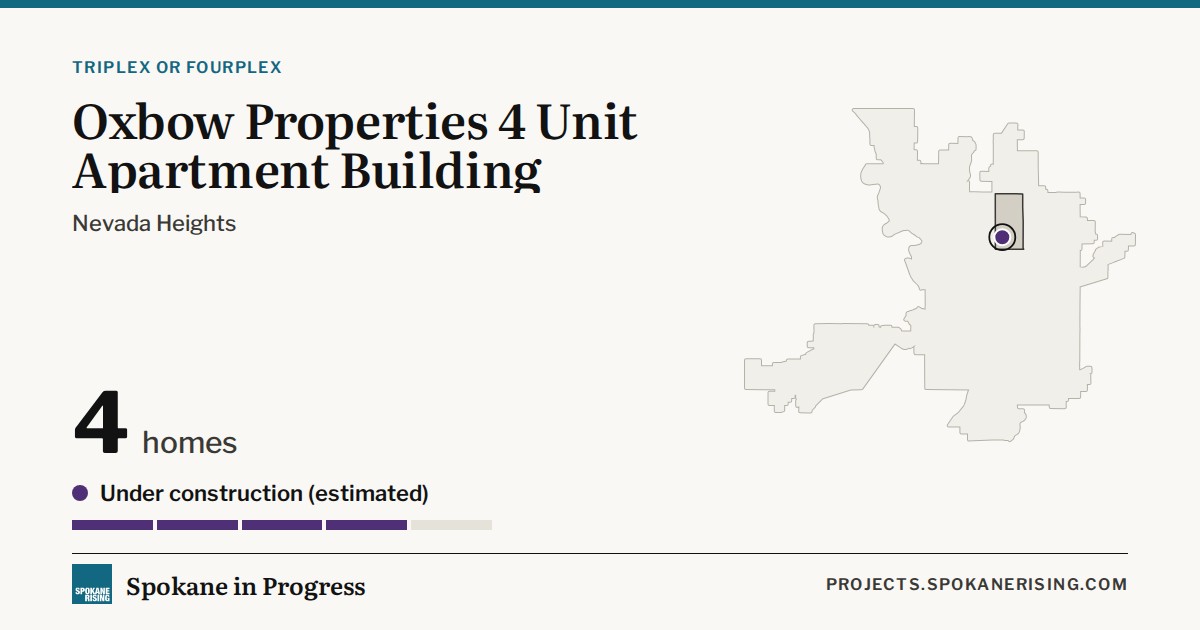 TRIPLEX OR FOURPLEX
Oxbow Properties 4 Unit
Apartment Building
Nevada Heights
4 homes
Under construction (estimated)
SPOKANE
RISING
Spokane in Progress
PROJECTS.SPOKANERISING.COM